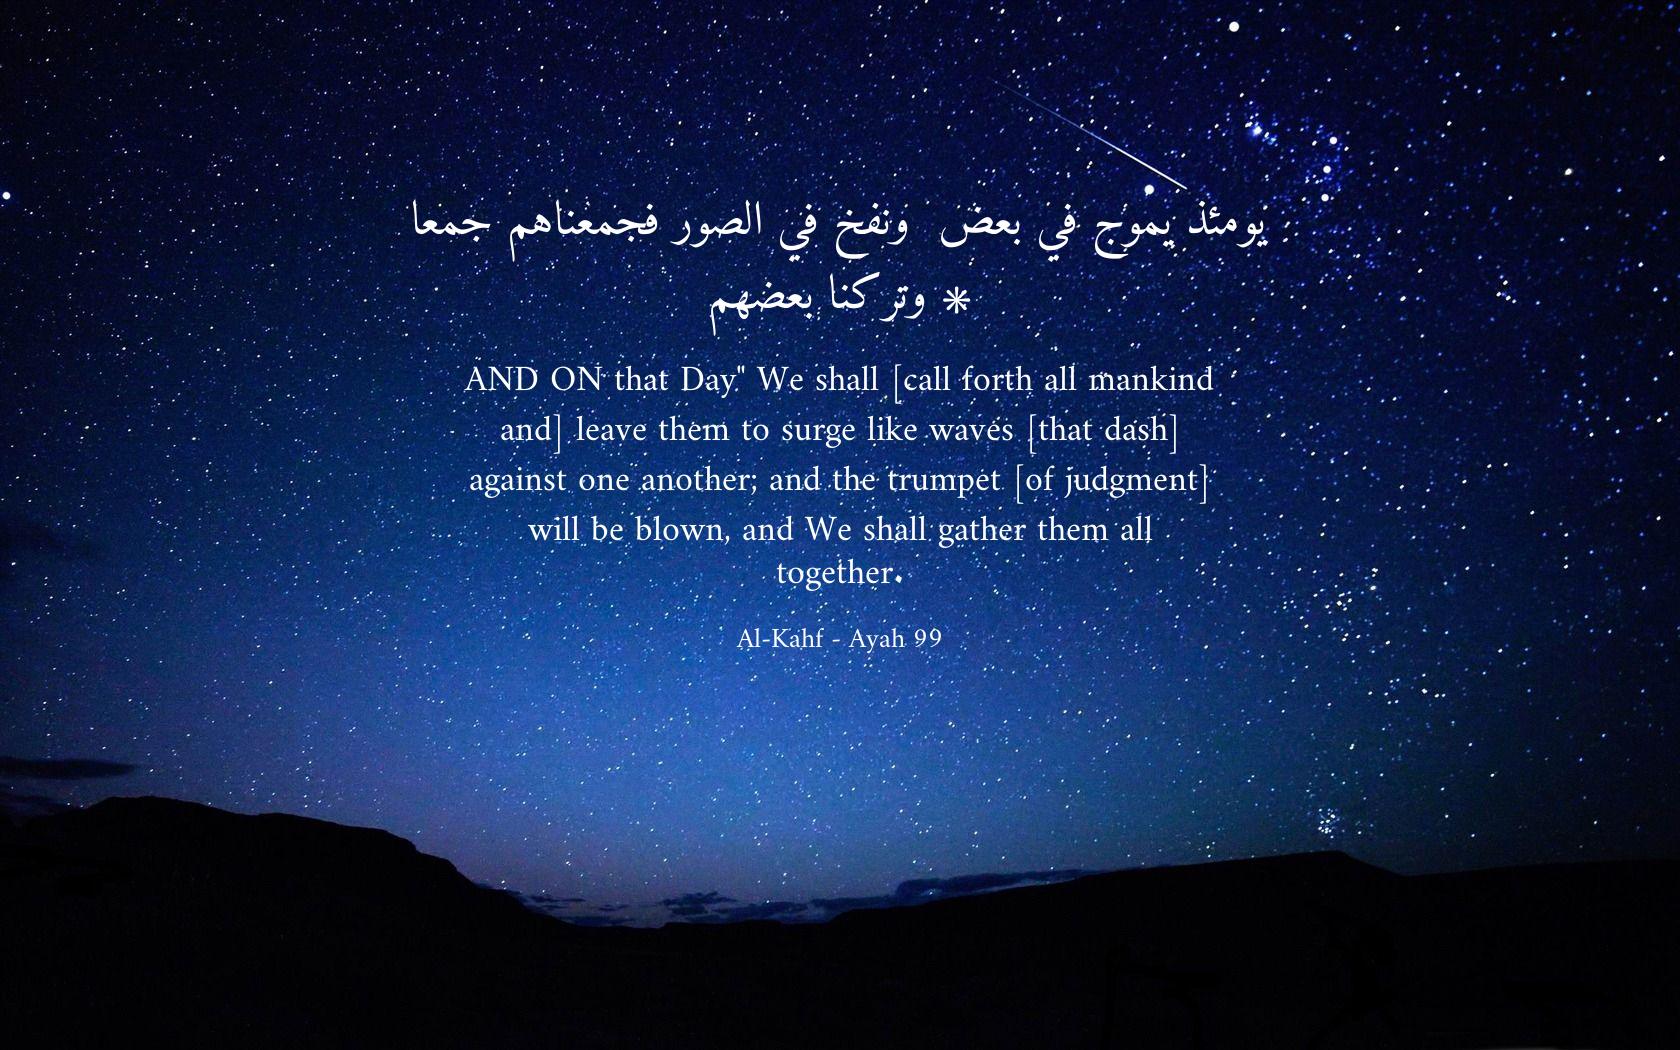 يومئذ يموج في بعض ونفخ في الصور فجمعناهم جمعا
* وتركنا بعضهم
AND ON that Day" We shall [call forth all mankind
and] leave them to surge like waves [that dash]
against one another; and the trumpet [of judgment]
will be blown, and We shall gather them all
together.
Al-Kahf - Ayah 99